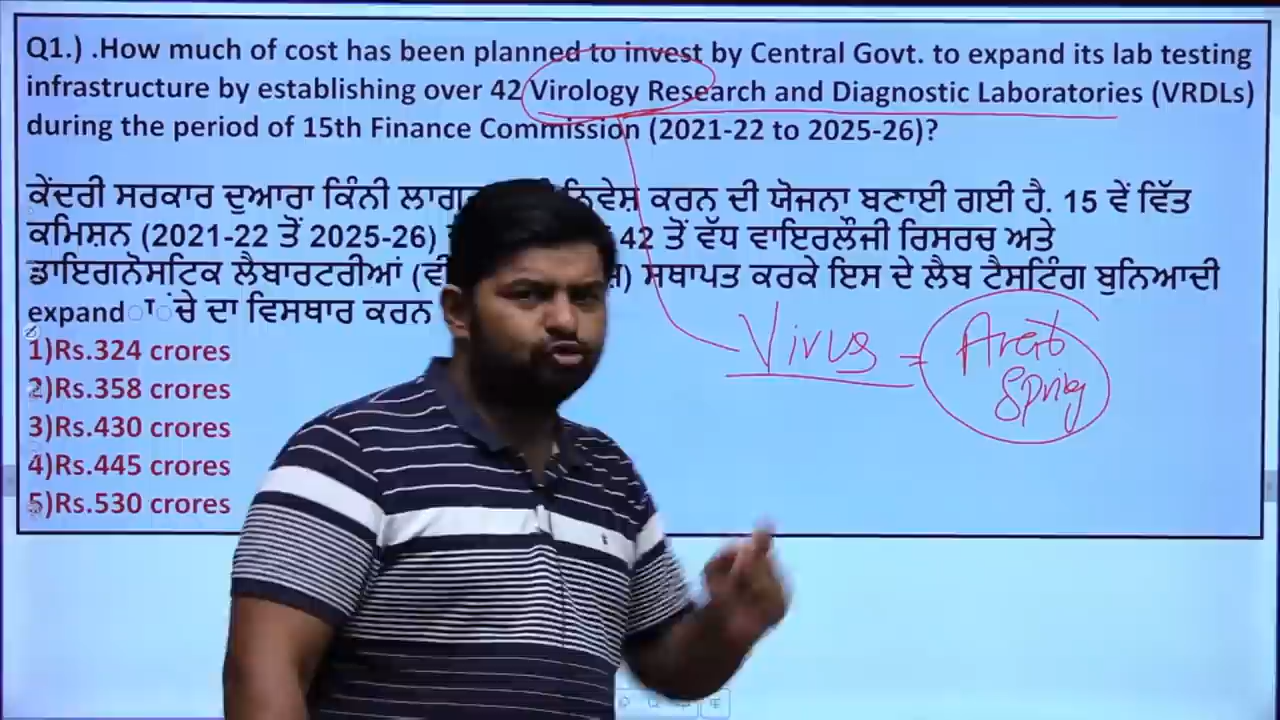 Q1.) .How much of cost has been planned to invest by Central Govt. to expand its lab testing
infrastructure by establishing over 42 Virology Research and Diagnostic Laboratories (VRDLs)
during the period of 15th Finance Commission (2021-22 to 2025-26)?
ਕੇਂਦਰੀ ਸਰਕਾਰ ਦੁਆਰਾ ਕਿੰਨੀ ਕਰਨ ਦੀ ਯੋਜਨਾ ਬਣਾਈ ਗਈ ਹੈ. 15 ਵੇਂ ਵਿੱਤ
ਕਮਿਸ਼ਨ (2021-22 ਤੋਂ 2025-26) 42 ਤੋਂ ਵੱਧ ਵਾਇਰਲੌਜੀ ਰਿਸਰਚ ਅਤੇ
ਡਾਇਗਨੋਸਟਿਕ ਲੈਬਾਰਟਰੀਆਂ ਸਥਾਪਤ ਕਰਕੇ ਇਸ ਦੇ ਲੈਬ ਟੈਸਟਿੰਗ ਬੁਨਿਆਦੀ
expandਾਂਚੇ ਦਾ ਵਿਸਥਾਰ ਕਰਨ
Virus = Arab
Spring
1)Rs.324 crores
2)Rs.358 crores
3)Rs.430 crores
4)Rs.445 crores
5)Rs.530 crores